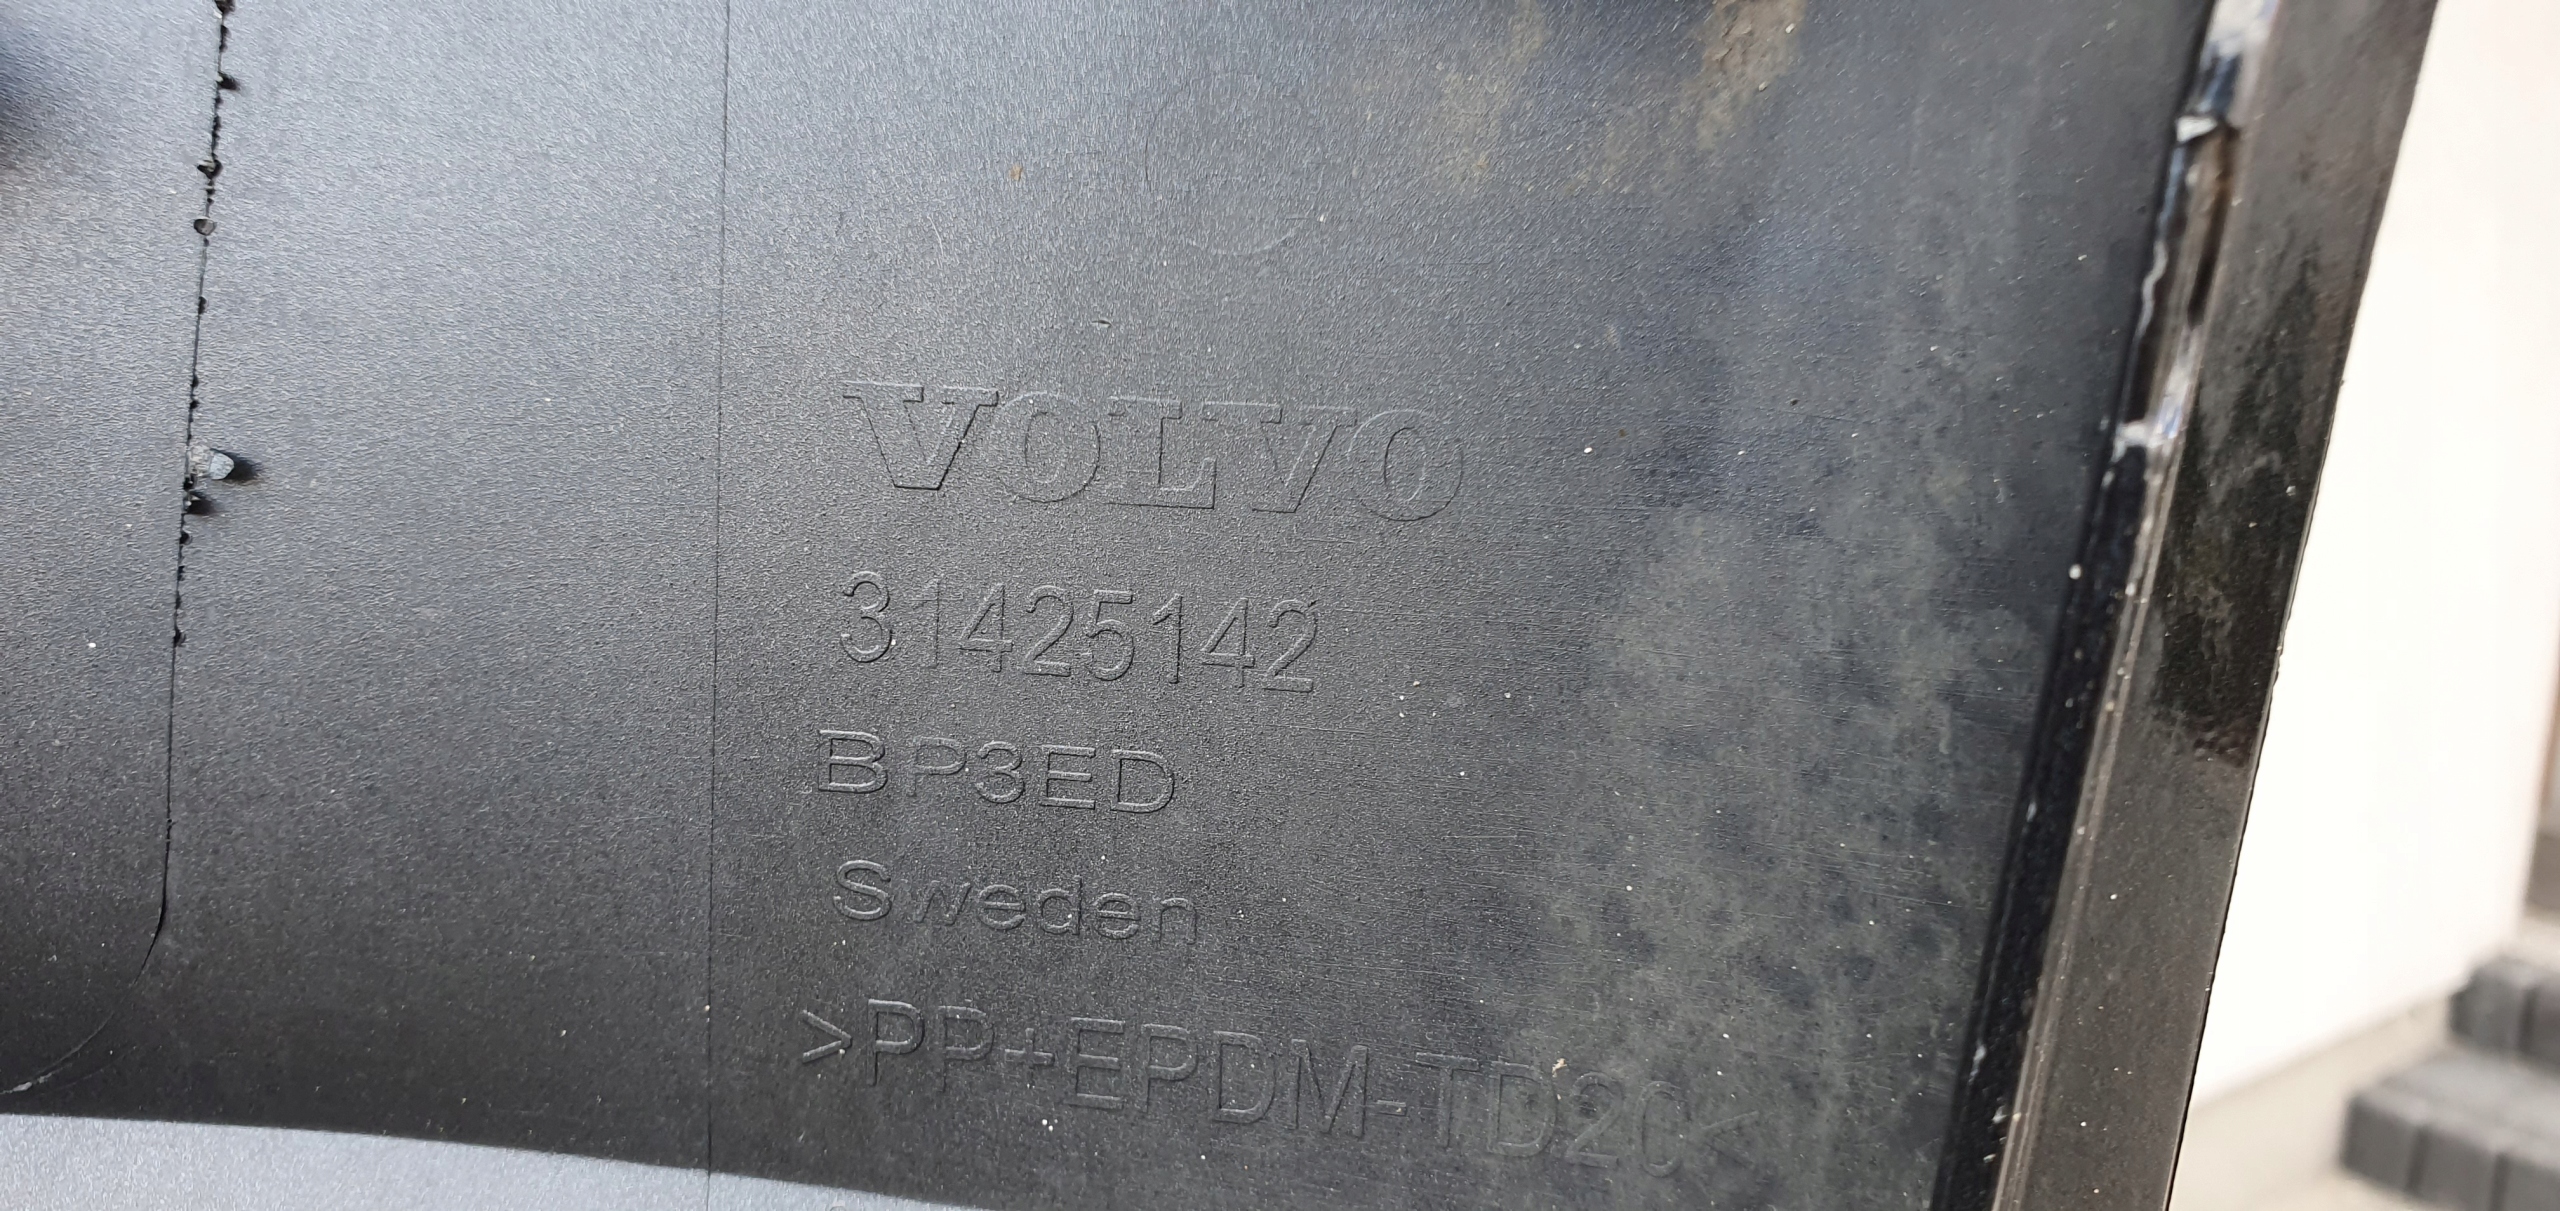 VOLVO
31425142
BP3ED
Sweden
>PP+EPDM-TD20<